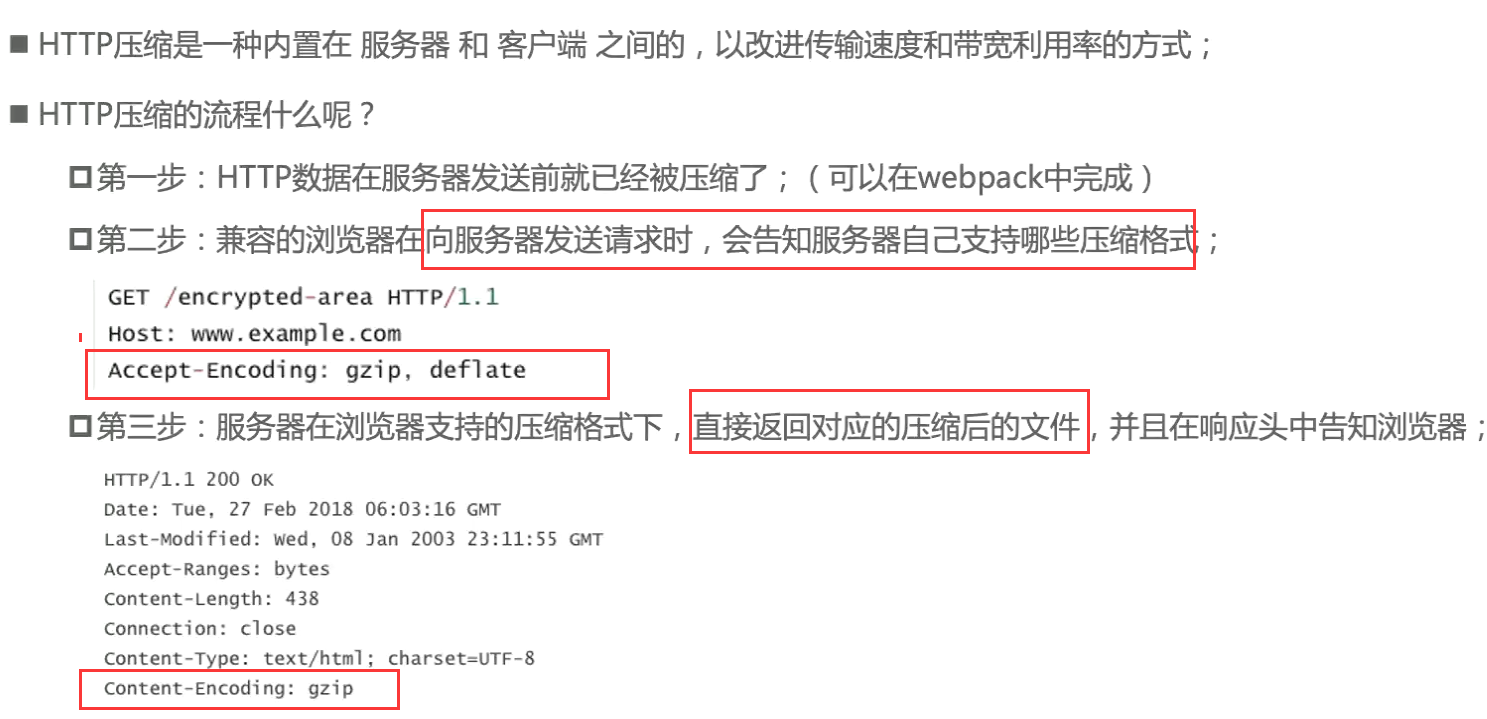 HTTP压缩是一种内置在 服务器 和 客户端 之间的，以改进传输速度和带宽利用率的方式；
HTTP压缩的流程什么呢？
第一步：HTTP数据在服务器发送前就已经被压缩了；（可以在webpack中完成）
第二步：兼容的浏览器在向服务器发送请求时，会告知服务器自己支持哪些压缩格式；
GET /encrypted-area HTTP/1.1
Host: www.example.com
Accept-Encoding: gzip, deflate
第三步：服务器在浏览器支持的压缩格式下，直接返回对应的压缩后的文件，并且在响应头中告知浏览器；
HTTP/1.1 200 OK
Date: Tue, 27 Feb 2018 06:03:16 GMT
Last-Modified: Wed, 08 Jan 2003 23:11:55 GMT
Accept-Ranges: bytes
Content-Length: 438
Connection: close
Content-Type: text/html; charset=UTF-8
Content-Encoding: gzip